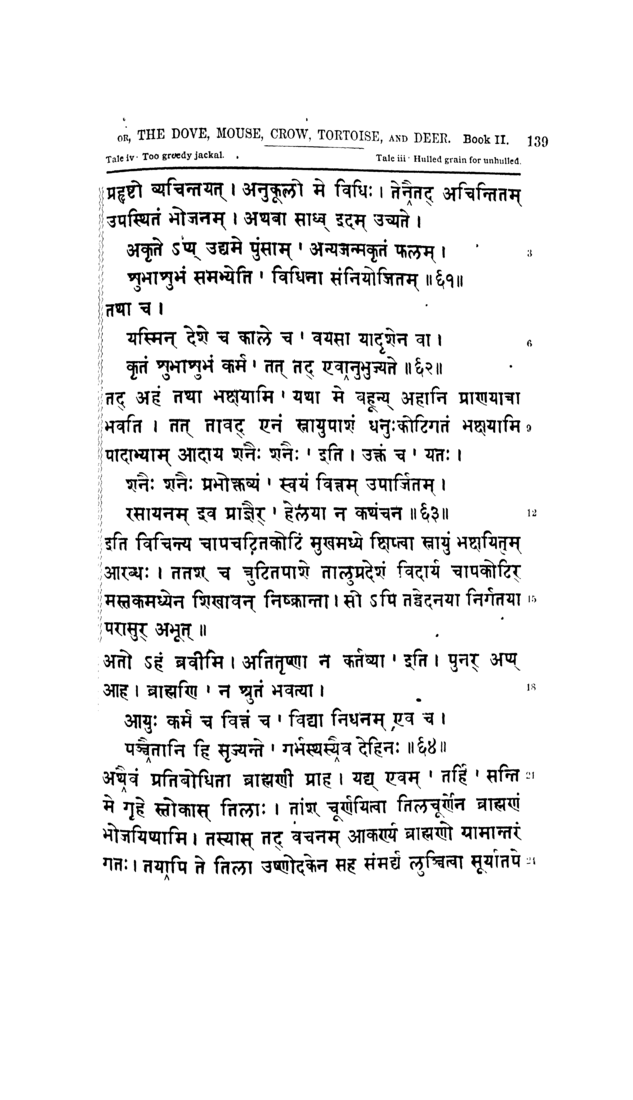 OR, THE DOVE, MOUSE, CROW, TORTOISE, AND DEER. Book II. 139
Tale iv: Too greedy jackal. Tale iii: Hulled grain for unhulled.
प्रहृष्टो व्यचिन्तयत् । अनुकूलो मे विधिः । तेनैतद् अचिन्तितम्
उपस्थितं भोजनम् । अथवा साध्व् इदम् उच्यते ।
अकृते ऽप्य् उद्यमे पुंसाम् ' अन्यजन्मकृतं फलम् । 3
शुभाशुभं समभ्येति ' विधिना संनियोजितम् ॥६१॥
तथा च ।
यस्मिन् देशे च काले च ' वयसा यादृशेन वा । 6
कृतं शुभाशुभं कर्म ' तत् तद् एवानुभुज्यते ॥६२॥
तद् अहं तथा भक्षयामि ' यथा मे बहून्य् अहानि प्राणयात्रा
भवति । तत् तावद् एनं स्नायुपाशं धनुःकोटिगतं भक्षयामि 9
पादाभ्याम् आदाय शनैः शनैः ' इति । उक्तं च ' यतः ।
शनैः शनैः प्रभोक्तव्यं ' स्वयं वित्तम् उपार्जितम् ।
रसायनम् इव प्राज्ञैर् ' हेलया न कथंचन ॥६३॥ 12
इति विचिन्त्य चापचटितकोटिं मुखमध्ये क्षिप्त्वा स्नायुं भक्षयितुम्
आरब्धः । ततश् च त्रुटितपाशे तालुप्रदेशं विदार्य चापकोटिर्
मस्तकमध्येन शिखावन् निष्क्रान्ता । सो ऽपि तद्वेदनया निर्गतया 15
परासुर् अभूत् ॥
अतो ऽहं ब्रवीमि । अतितृष्णा न कर्तव्या ' इति । पुनर् अप्य्
आह । ब्राह्मणि ' न श्रुतं भवत्या । 18
आयुः कर्म च वित्तं च ' विद्या निधनम् एव च ।
पञ्चैतानि हि सृज्यन्ते ' गर्भस्थस्यैव देहिनः ॥६४॥
अथैवं प्रतिबोधिता ब्राह्मणी प्राह । यद्य् एवम् ' तर्हि ' सन्ति 21
मे गृहे स्तोकास् तिलाः । तांश् चूर्णयित्वा तिलचूर्णेन ब्राह्मणं
भोजयिष्यामि । तस्यास् तद् वचनम् आकर्ण्य ब्राह्मणो ग्रामान्तरं
गतः । तयापि ते तिला उष्णोदकेन सह संमर्द्य लुञ्चित्वा सूर्यातपे 24